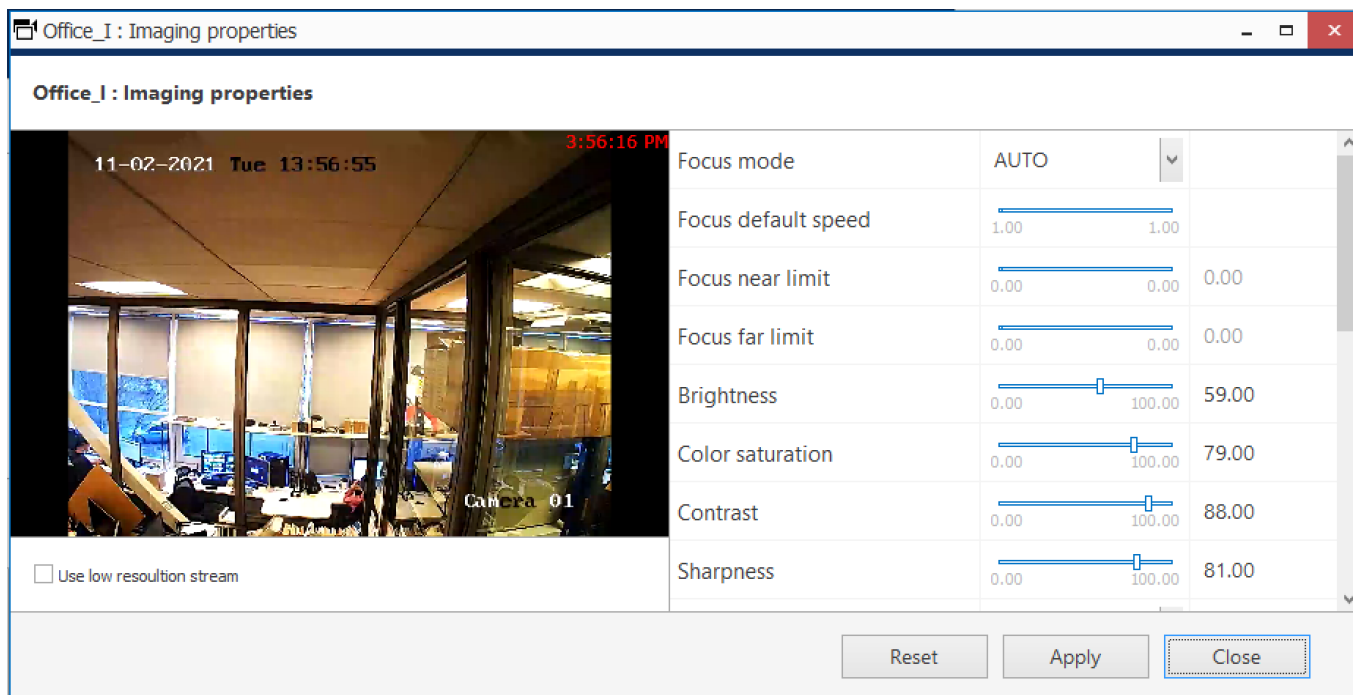 Office_I : Imaging properties
Office_I : Imaging properties
3:56:16 PM
11-02-2021 Tue 13:56:55
Camera 01
Use low resoultion stream
Focus mode AUTO
Focus default speed 1.00 1.00
Focus near limit 0.00 0.00 0.00
Focus far limit 0.00 0.00 0.00
Brightness 0.00 100.00 59.00
Color saturation 0.00 100.00 79.00
Contrast 0.00 100.00 88.00
Sharpness 0.00 100.00 81.00
Reset Apply Close